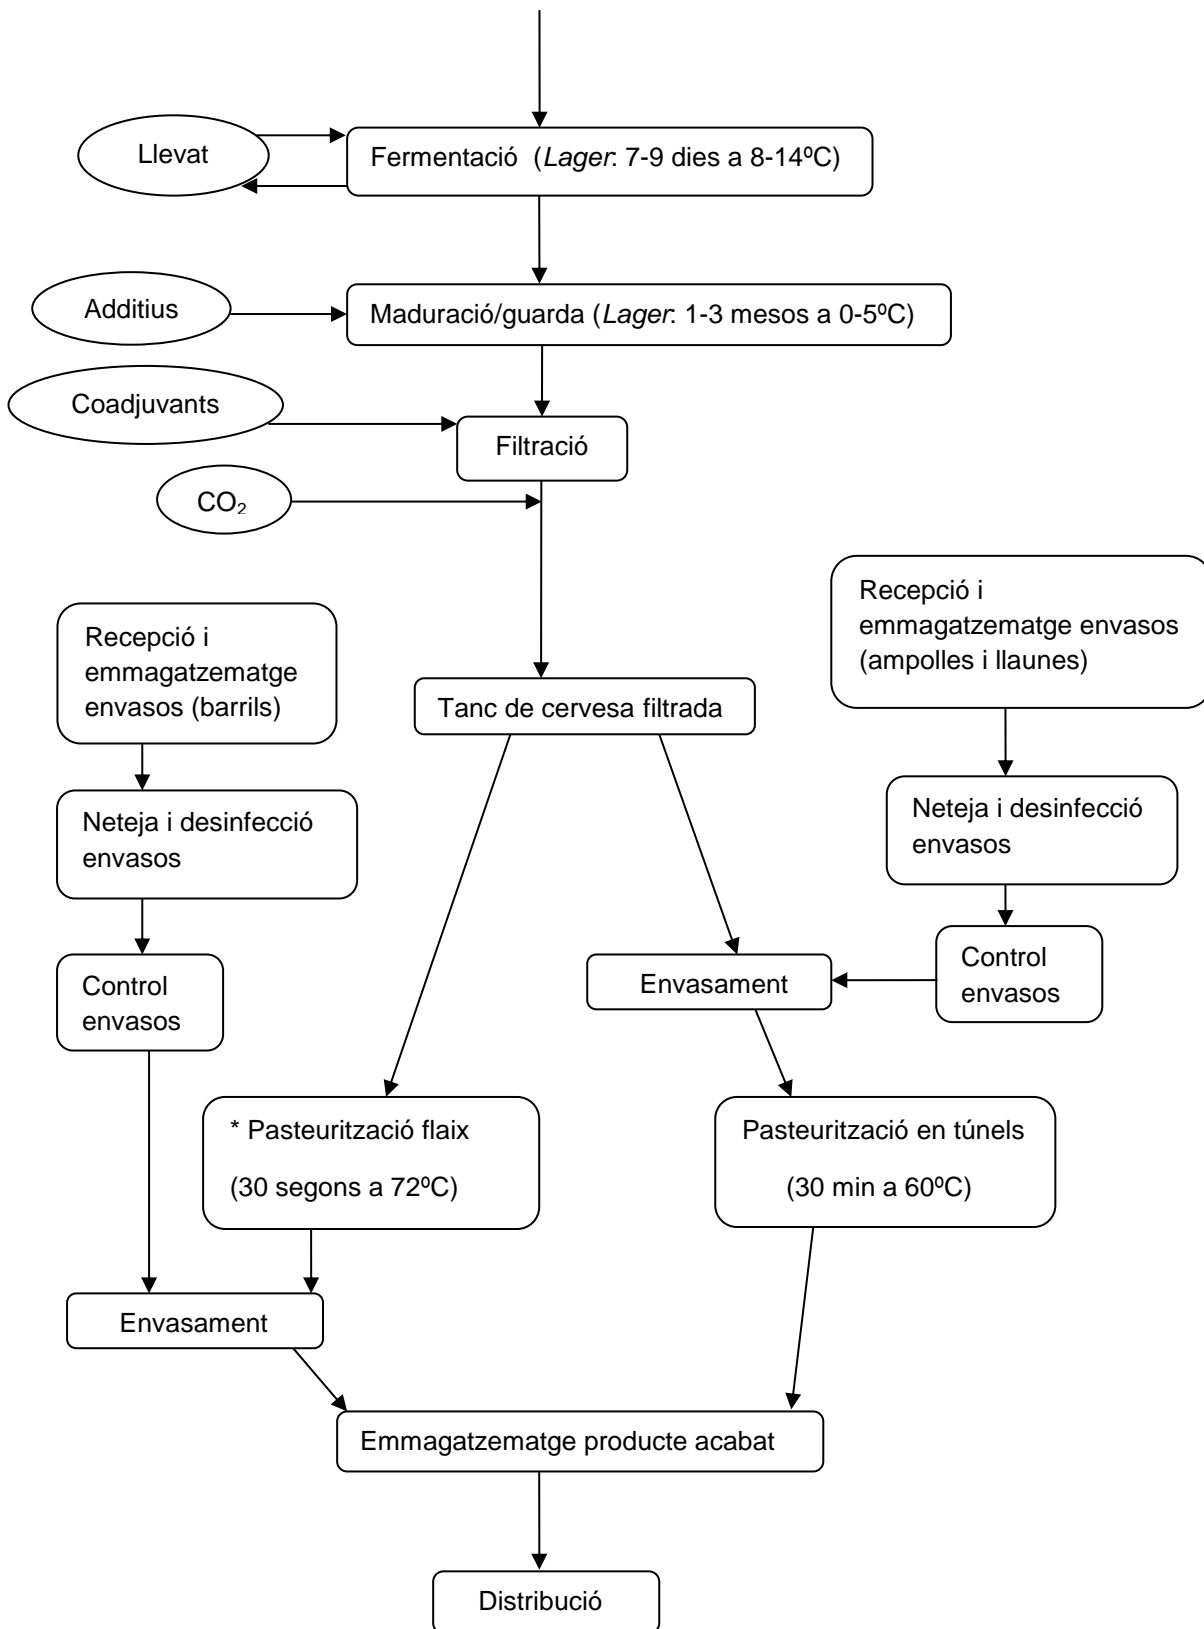 Llevat
Fermentació (Lager: 7-9 dies a 8-14ºC)
Additius
Maduració/guarda (Lager: 1-3 mesos a 0-5ºC)
Coadjuvants
Filtració
CO₂
Recepció i
emmagatzematge envasos
(ampolles i llaunes)
Recepció i
emmagatzematge
envasos (barrils)
Tanc de cervesa filtrada
Neteja i desinfecció
envasos
Neteja i desinfecció
envasos
Control
envasos
Envasament
Control
envasos
* Pasteurització flaix
(30 segons a 72ºC)
Pasteurització en túnels
(30 min a 60ºC)
Envasament
Emmagatzematge producte acabat
Distribució